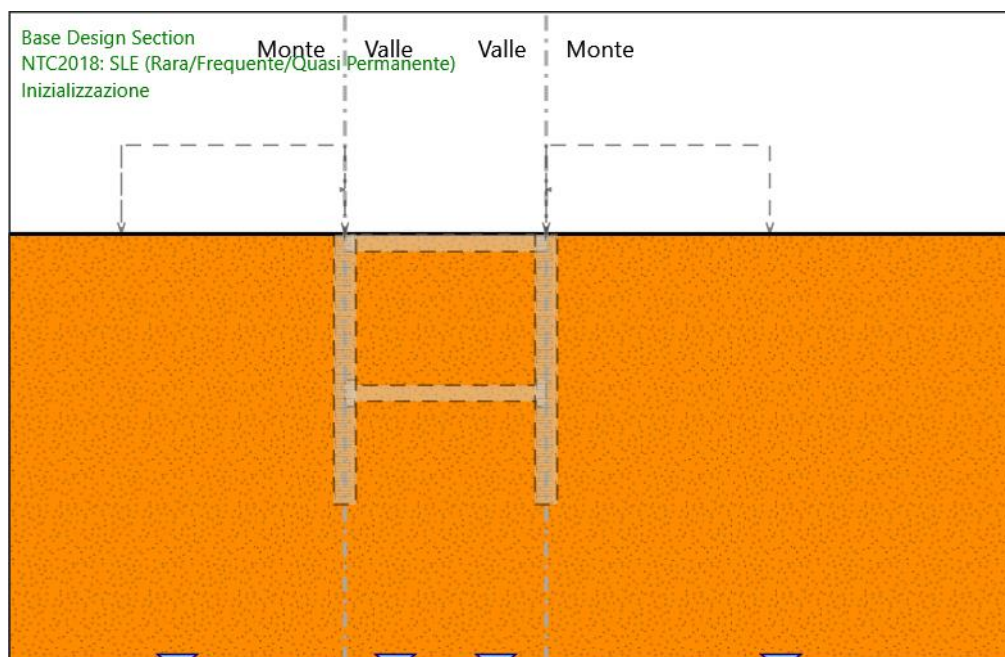 Base Design Section
Monte Valle Valle Monte
NTC2018: SLE (Rara/Frequente/Quasi Permanente)
Inizializzazione